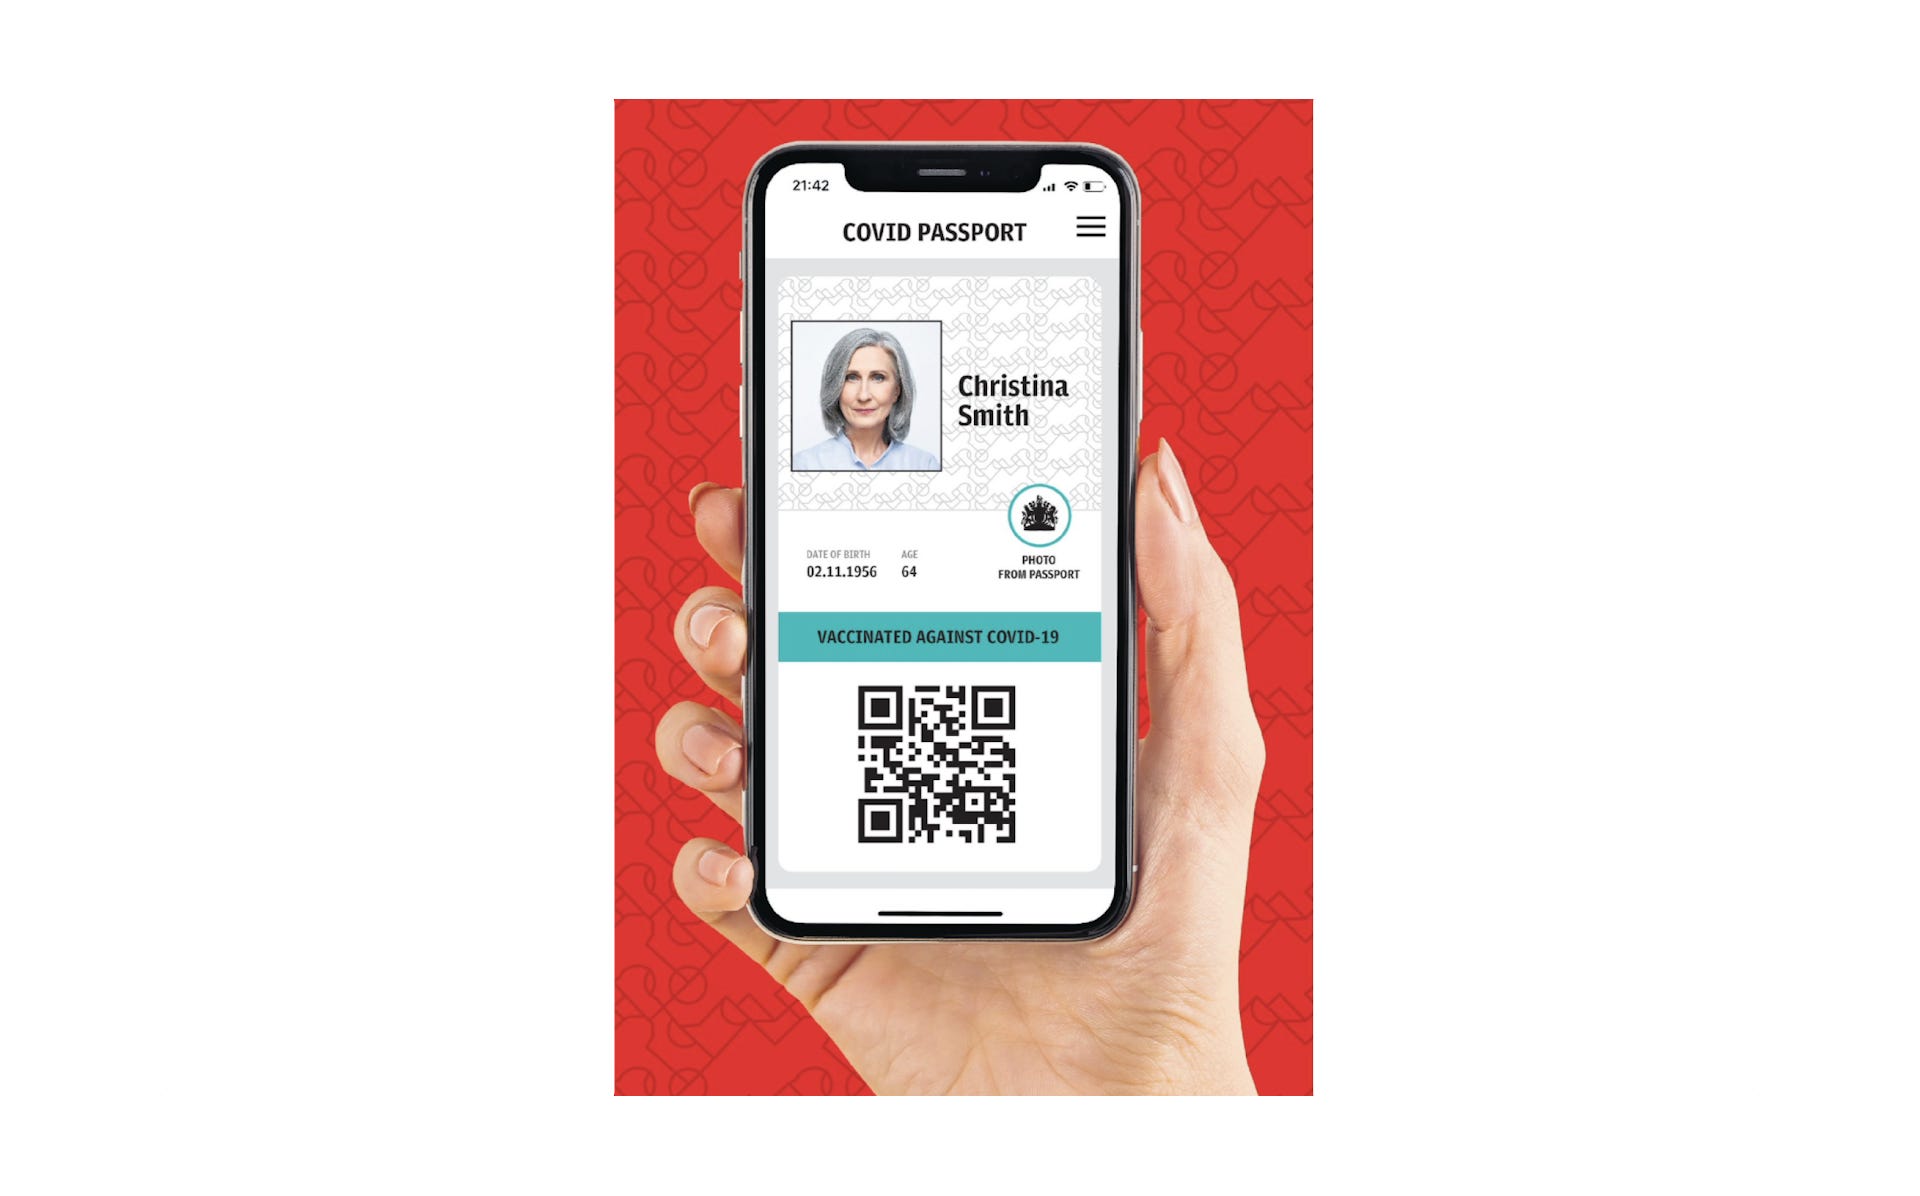 21:42
COVID PASSPORT
Christina
Smith
DATE OF BIRTH AGE
02.11.1956 64
PHOTO
FROM PASSPORT
VACCINATED AGAINST COVID-19